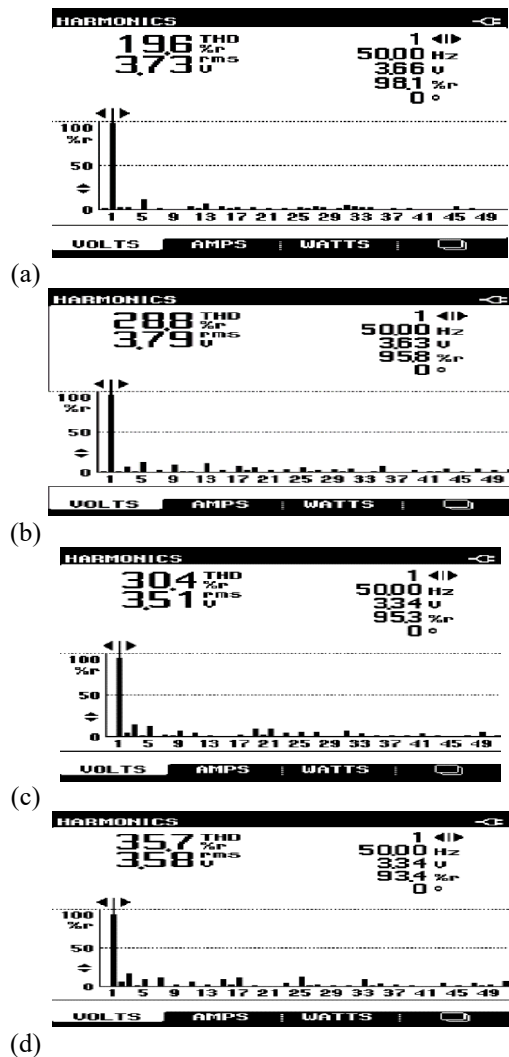 HARMONICS
19.6 THD %r 1
3.73 rms V 50.00 Hz
3.66 V
98.1 %r
0 °
100
%r
50
0
1 5 9 13 17 21 25 29 33 37 41 45 49
VOLTS AMPS WATTS
(a)
HARMONICS
28.8 THD %r 1
3.79 rms V 50.00 Hz
3.63 V
95.8 %r
0 °
100
%r
50
0
1 5 9 13 17 21 25 29 33 37 41 45 49
VOLTS AMPS WATTS
(b)
HARMONICS
30.4 THD %r 1
3.51 rms V 50.00 Hz
3.34 V
95.3 %r
0 °
100
%r
50
0
1 5 9 13 17 21 25 29 33 37 41 45 49
VOLTS AMPS WATTS
(c)
HARMONICS
35.7 THD %r 1
3.58 rms V 50.00 Hz
3.34 V
93.4 %r
0 °
100
%r
50
0
1 5 9 13 17 21 25 29 33 37 41 45 49
VOLTS AMPS WATTS
(d)